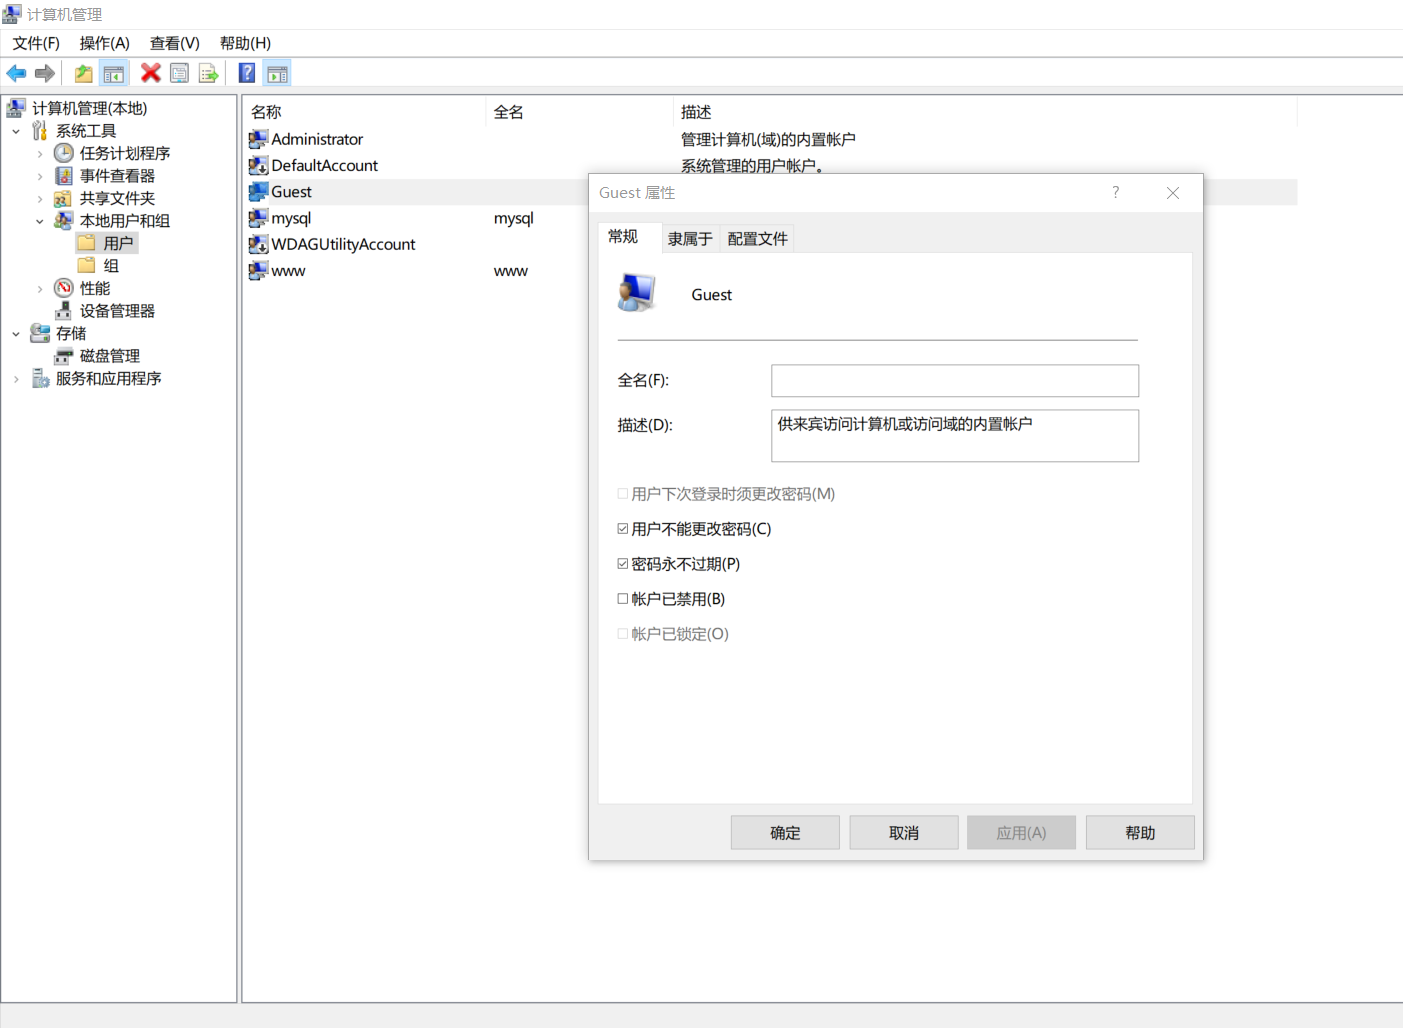 计算机管理
文件(F) 操作(A) 查看(V) 帮助(H)
计算机管理(本地)
系统工具
任务计划程序
事件查看器
共享文件夹
本地用户和组
用户
组
性能
设备管理器
存储
磁盘管理
服务和应用程序
名称 全名 描述
Administrator 管理计算机(域)的内置帐户
DefaultAccount 系统管理的用户帐户。
Guest
mysql mysql
WDAGUtilityAccount
www www
Guest 属性
常规 隶属于 配置文件
Guest
全名(F):
描述(D): 供来宾访问计算机或访问域的内置帐户
用户下次登录时须更改密码(M)
用户不能更改密码(C)
密码永不过期(P)
帐户已禁用(B)
帐户已锁定(O)
确定 取消 应用(A) 帮助